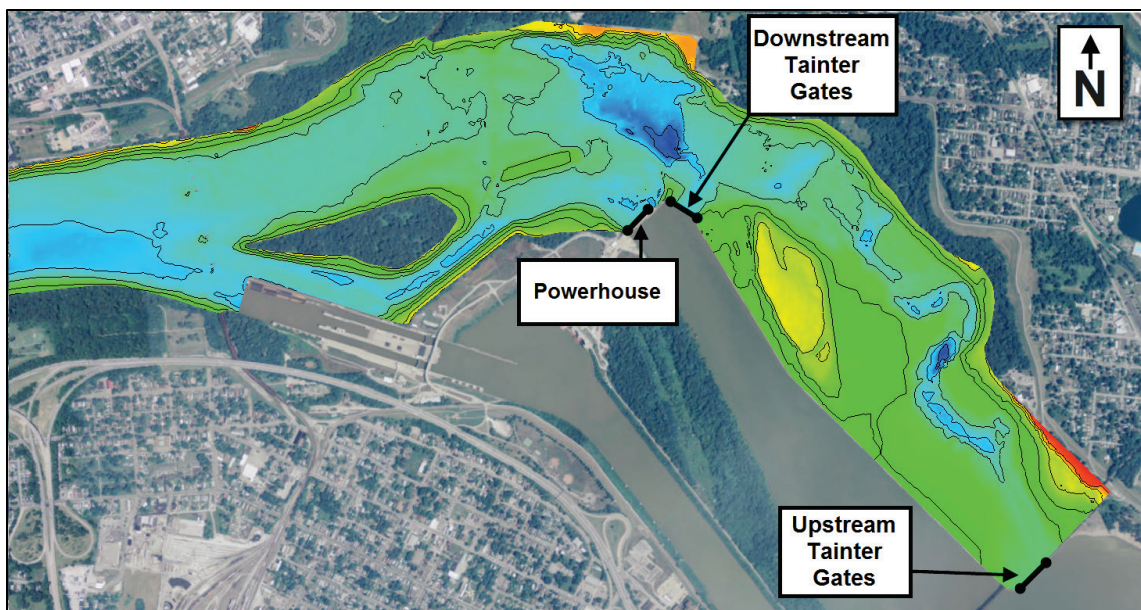 Downstream
Tainter
Gates
N
Powerhouse
Upstream
Tainter
Gates